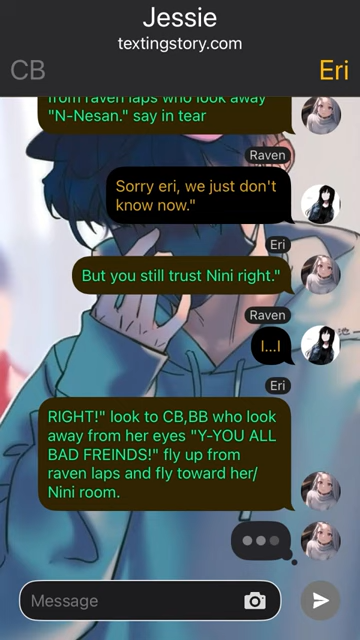 Jessie
textingstory.com
CB
Eri
from raven laps who look away
"N-Nesan." say in tear
Raven
Sorry eri, we just don't
know now."
Eri
But you still trust Nini right."
Raven
I...I
Eri
RIGHT!" look to CB,BB who look
away from her eyes "Y-YOU ALL
BAD FREINDS!" fly up from
raven laps and fly toward her/
Nini room.
Message